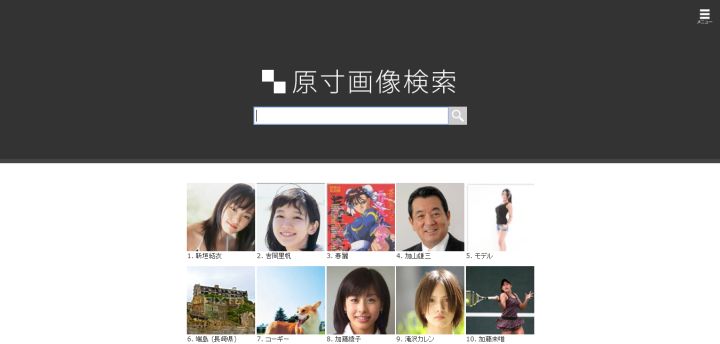 メニュー
原寸画像検索
1. 新垣結衣
2. 吉岡里帆
3. 春麗
4. 加山雄三
5. モデル
6. 端島 (長崎県)
7. コーギー
8. 加藤綾子
9. 滝沢カレン
10. 加藤未唯